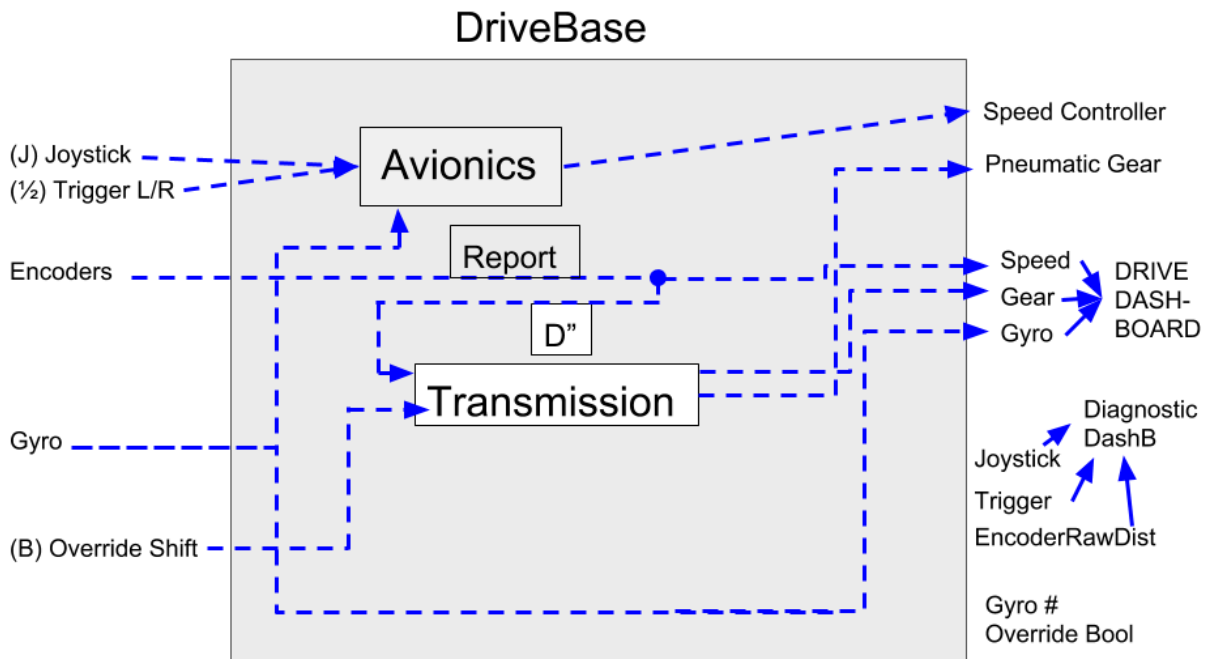 DriveBase
(J) Joystick
(½) Trigger L/R
Encoders
Gyro
(B) Override Shift
Avionics
Report
D”
Transmission
Speed Controller
Pneumatic Gear
Speed
Gear
Gyro
DRIVE
DASH-
BOARD
Diagnostic
DashB
Joystick
Trigger
EncoderRawDist
Gyro #
Override Bool